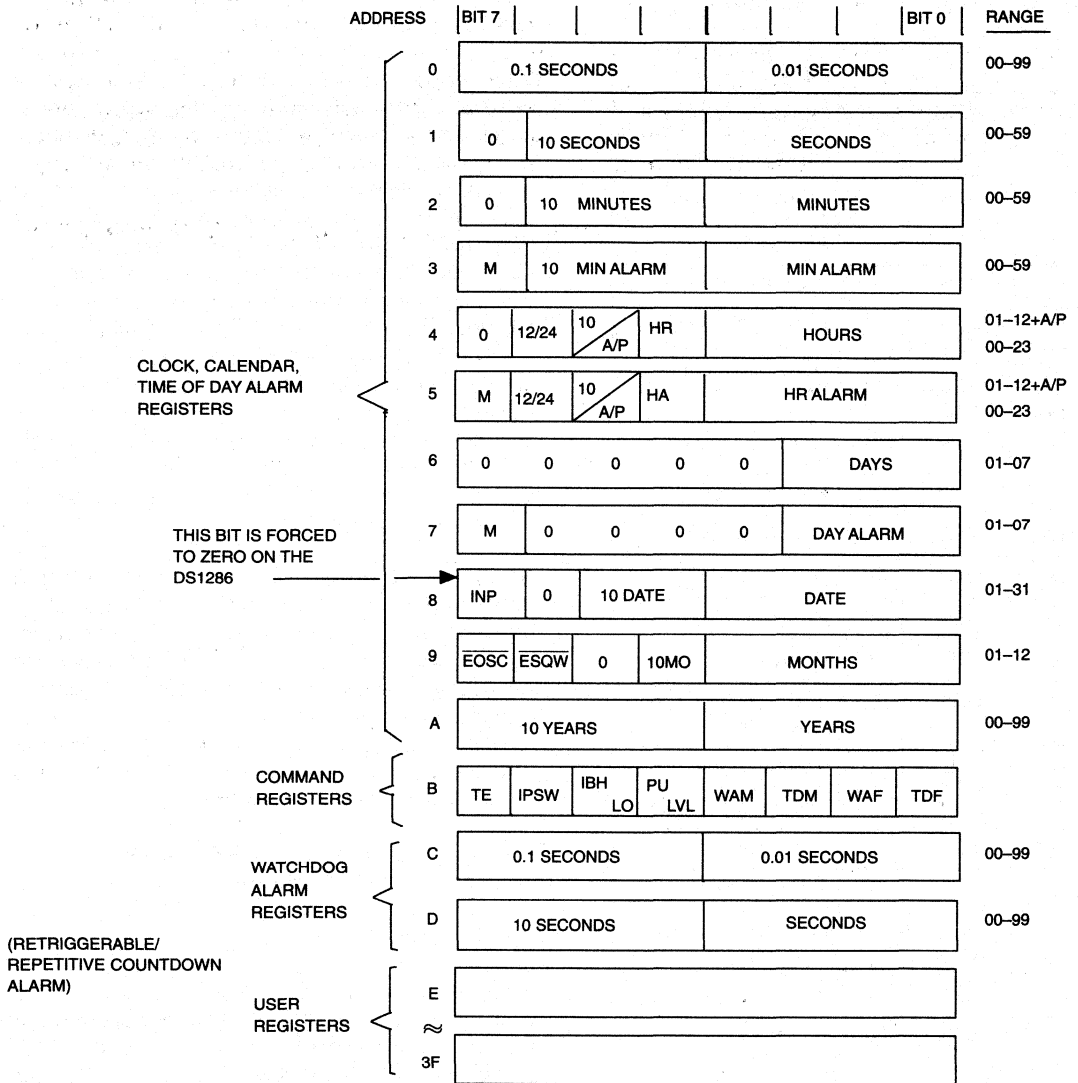 ADDRESS BIT 7 BIT 0 RANGE
0 0.1 SECONDS 0.01 SECONDS 00–99
1 0 10 SECONDS SECONDS 00–59
2 0 10 MINUTES MINUTES 00–59
3 M 10 MIN ALARM MIN ALARM 00–59
4 0 12/24 10 A/P HR HOURS 01–12+A/P
00–23
CLOCK, CALENDAR,
TIME OF DAY ALARM
REGISTERS
5 M 12/24 10 A/P HA HR ALARM 01–12+A/P
00–23
6 0 0 0 0 0 DAYS 01–07
7 M 0 0 0 0 DAY ALARM 01–07
THIS BIT IS FORCED
TO ZERO ON THE
DS1286
8 INP 0 10 DATE DATE 01–31
9 EOSC ESQW 0 10MO MONTHS 01–12
A 10 YEARS YEARS 00–99
COMMAND
REGISTERS
B TE IPSW IBH LO PU LVL WAM TDM WAF TDF
C 0.1 SECONDS 0.01 SECONDS 00–99
WATCHDOG
ALARM
REGISTERS
D 10 SECONDS SECONDS 00–99
(RETRIGGERABLE/
REPETITIVE COUNTDOWN
ALARM)
USER
REGISTERS
E
≈
3F